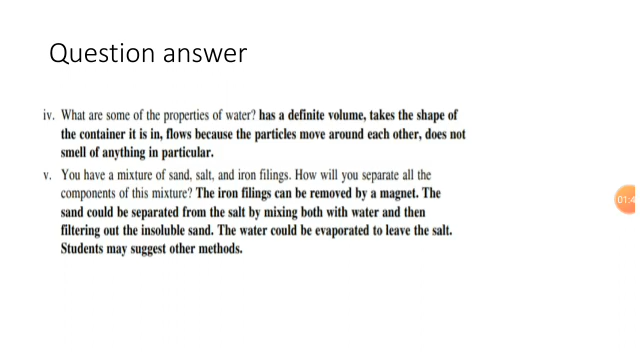 Question answer
iv. What are some of the properties of water? has a definite volume, takes the shape of
the container it is in, flows because the particles move around each other, does not
smell of anything in particular.
v. You have a mixture of sand, salt, and iron filings. How will you separate all the
components of this mixture? The iron filings can be removed by a magnet. The
sand could be separated from the salt by mixing both with water and then
filtering out the insoluble sand. The water could be evaporated to leave the salt.
Students may suggest other methods.